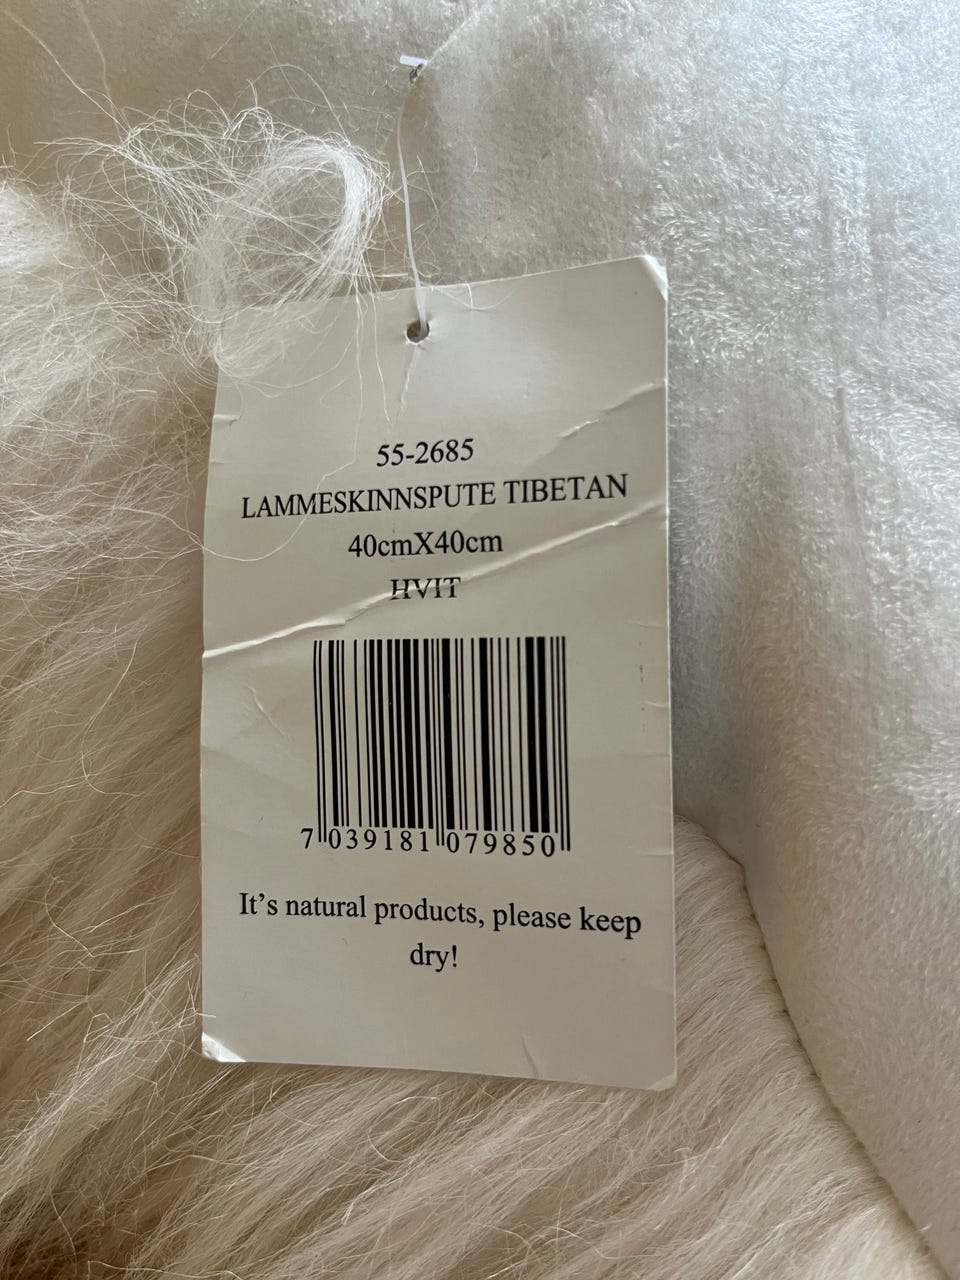 55-2685
LAMMESKINNSPUTE TIBETAN
40cmX40cm
HVIT
7 039181 079850
It's natural products, please keep
dry!